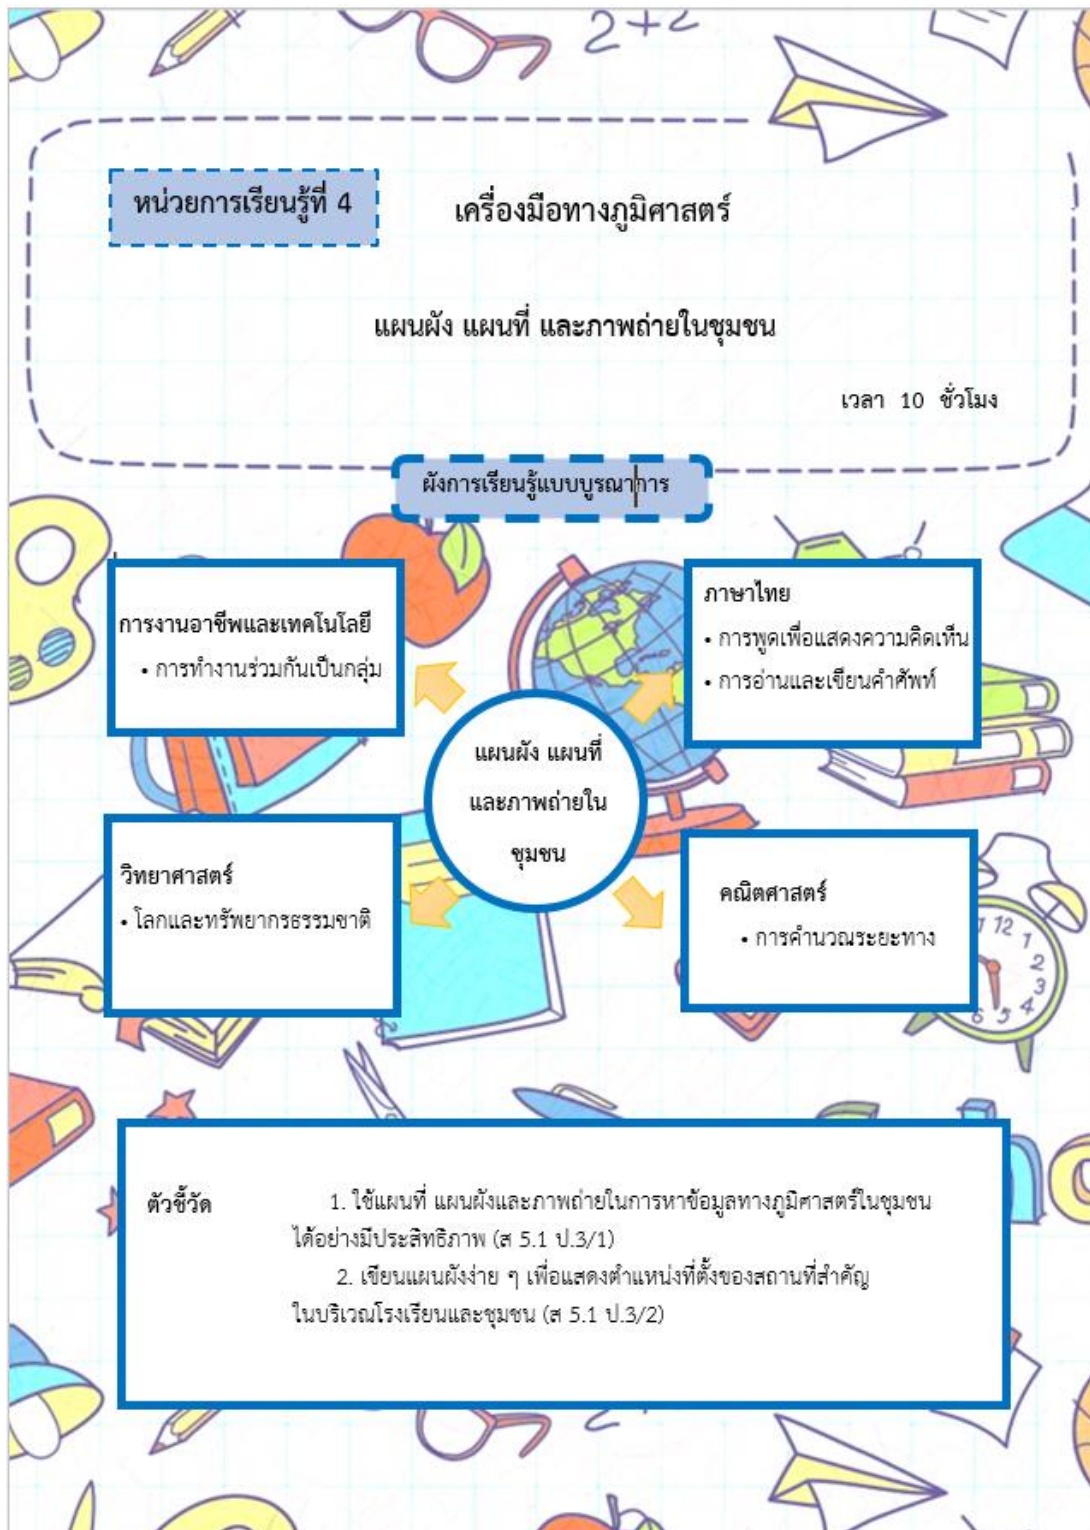 2+2
หน่วยการเรียนรู้ที่ 4
เครื่องมือทางภูมิศาสตร์
แผนผัง แผนที่ และภาพถ่ายในชุมชน
เวลา 10 ชั่วโมง
ผังการเรียนรู้แบบบูรณาการ
การงานอาชีพและเทคโนโลยี
• การทำงานร่วมกันเป็นกลุ่ม
ภาษาไทย
• การพูดเพื่อแสดงความคิดเห็น
• การอ่านและเขียนคำศัพท์
แผนผัง แผนที่
และภาพถ่ายใน
ชุมชน
วิทยาศาสตร์
• โลกและทรัพยากรธรรมชาติ
คณิตศาสตร์
• การคำนวณระยะทาง
12
1
2
3
4
5
6
ตัวชี้วัด
1. ใช้แผนที่ แผนผังและภาพถ่ายในการหาข้อมูลทางภูมิศาสตร์ในชุมชน
ได้อย่างมีประสิทธิภาพ (ส 5.1 ป.3/1)
2. เขียนแผนผังง่าย ๆ เพื่อแสดงตำแหน่งที่ตั้งของสถานที่สำคัญ
ในบริเวณโรงเรียนและชุมชน (ส 5.1 ป.3/2)